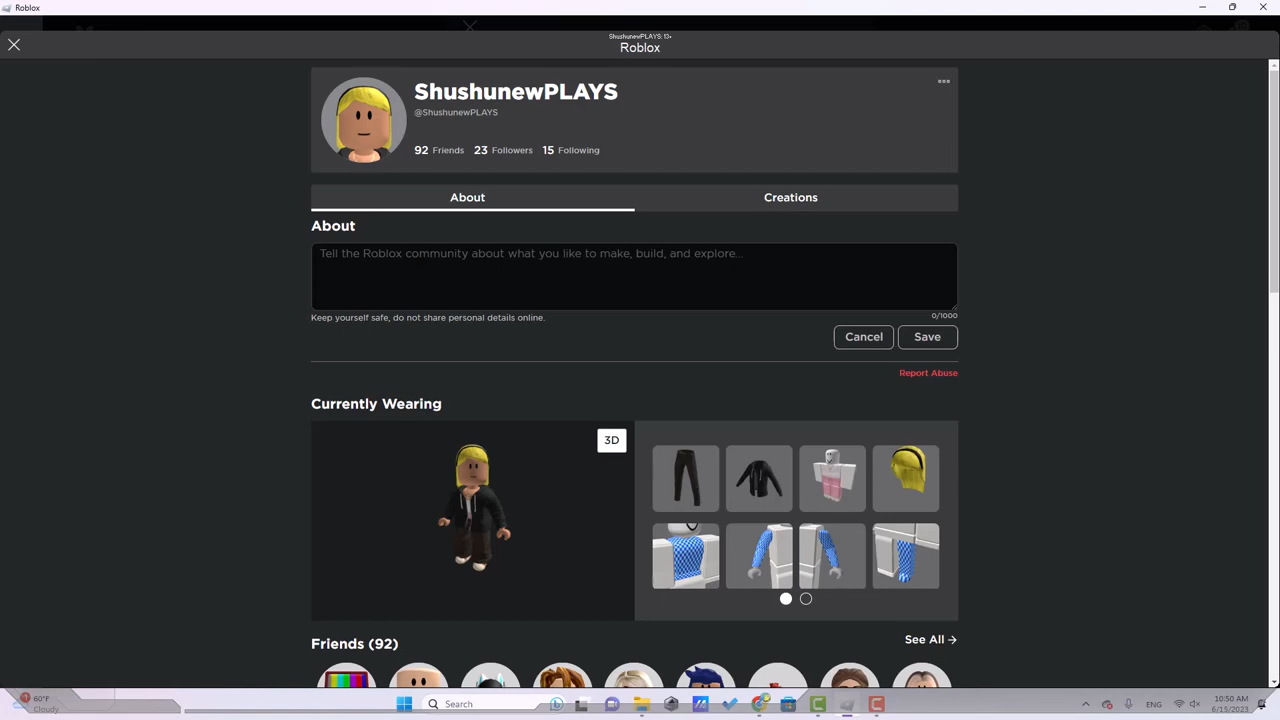 Roblox
ShushunewPLAYS: 13+
Roblox
ShushunewPLAYS
@ShushunewPLAYS
92 Friends 23 Followers 15 Following
About Creations
About
Tell the Roblox community about what you like to make, build, and explore...
Keep yourself safe, do not share personal details online.
0/1000
Cancel Save
Report Abuse
Currently Wearing
3D
Friends (92)
See All →
60°F
Cloudy
Search
ENG
10:50 AM
6/15/2023